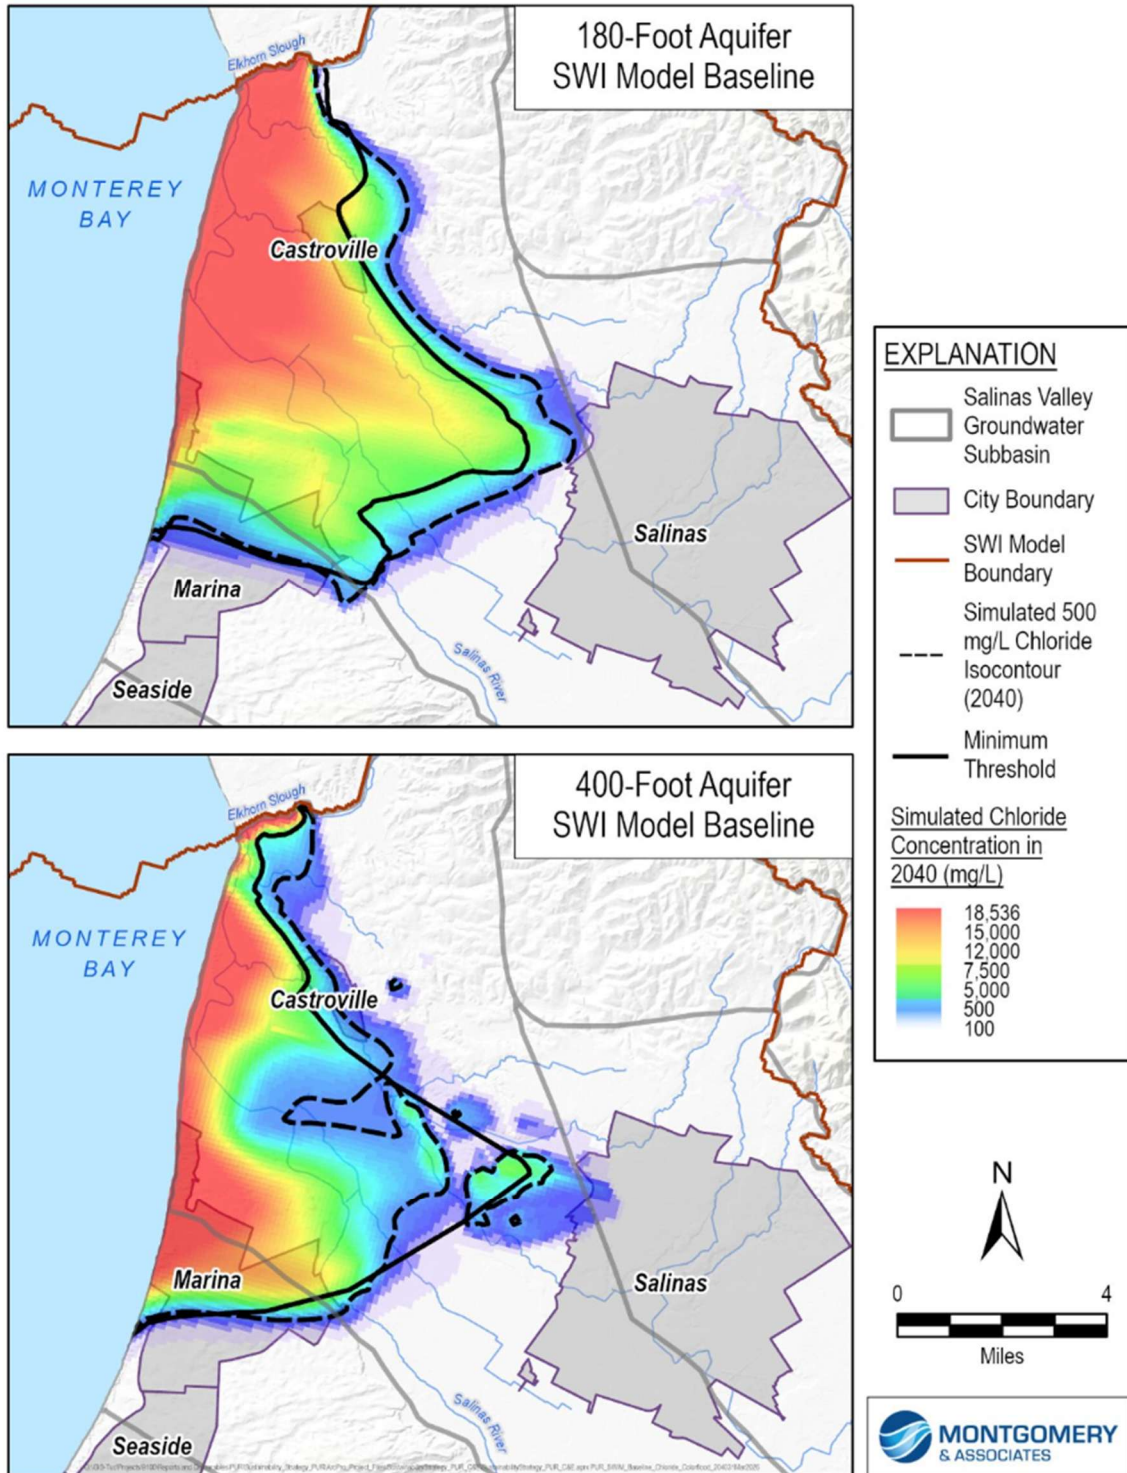 180-Foot Aquifer
SWI Model Baseline
Elkhorn Slough
MONTEREY
BAY
Castroville
Salinas
Marina
Salinas River
Seaside
400-Foot Aquifer
SWI Model Baseline
Elkhorn Slough
MONTEREY
BAY
Castroville
Marina
Salinas
Salinas River
Seaside
EXPLANATION
Salinas Valley
Groundwater
Subbasin
City Boundary
SWI Model
Boundary
Simulated 500
mg/L Chloride
Isocontour
(2040)
Minimum
Threshold
Simulated Chloride
Concentration in
2040 (mg/L)
18,536
15,000
12,000
7,500
5,000
500
100
N
0 4
Miles
MONTGOMERY
& ASSOCIATES